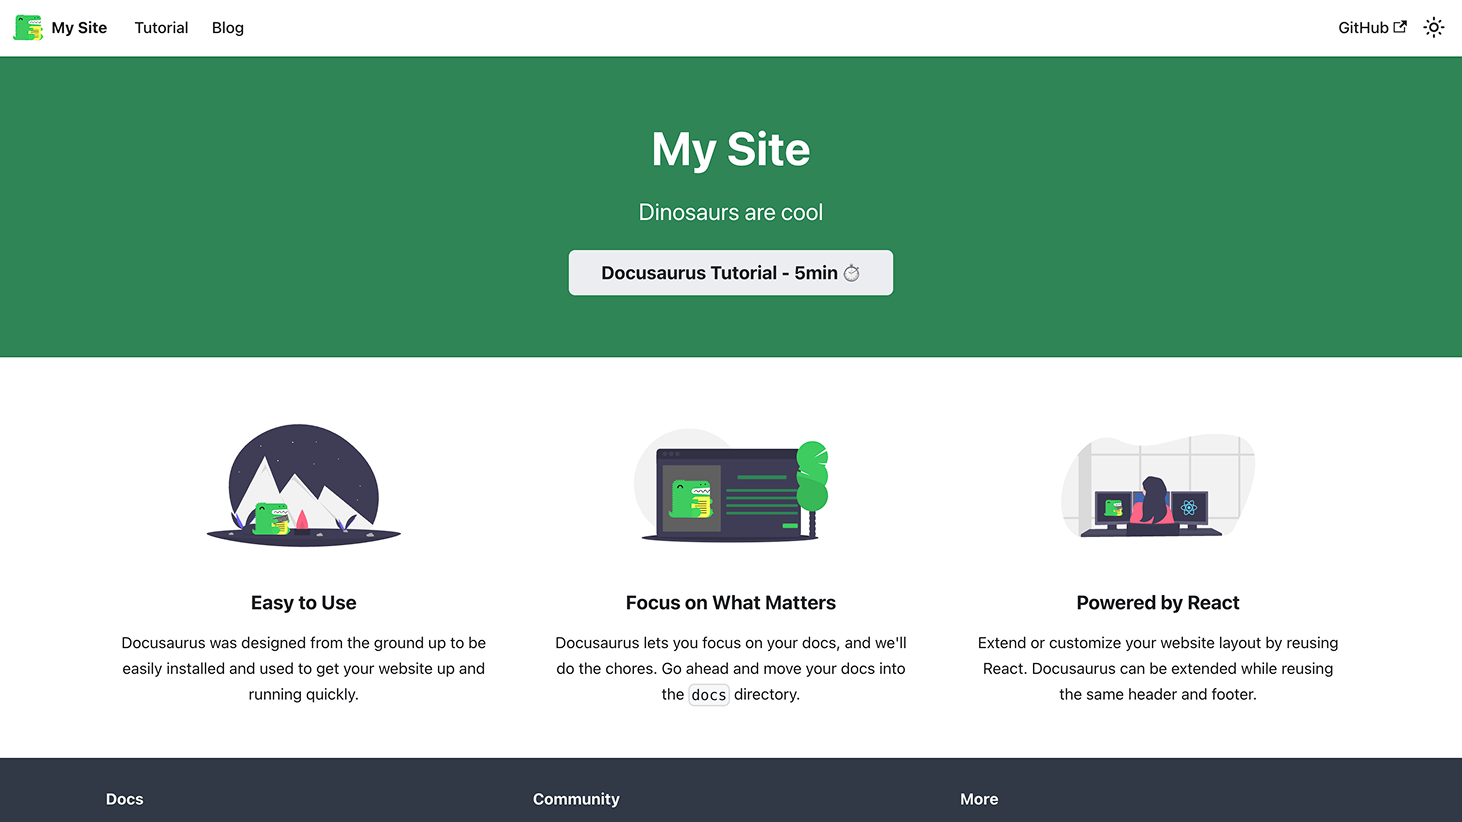 My Site Tutorial Blog GitHub
My Site
Dinosaurs are cool
Docusaurus Tutorial - 5min ⏱️
Easy to Use
Docusaurus was designed from the ground up to be
easily installed and used to get your website up and
running quickly.
Focus on What Matters
Docusaurus lets you focus on your docs, and we'll
do the chores. Go ahead and move your docs into
the docs directory.
Powered by React
Extend or customize your website layout by reusing
React. Docusaurus can be extended while reusing
the same header and footer.
Docs Community More